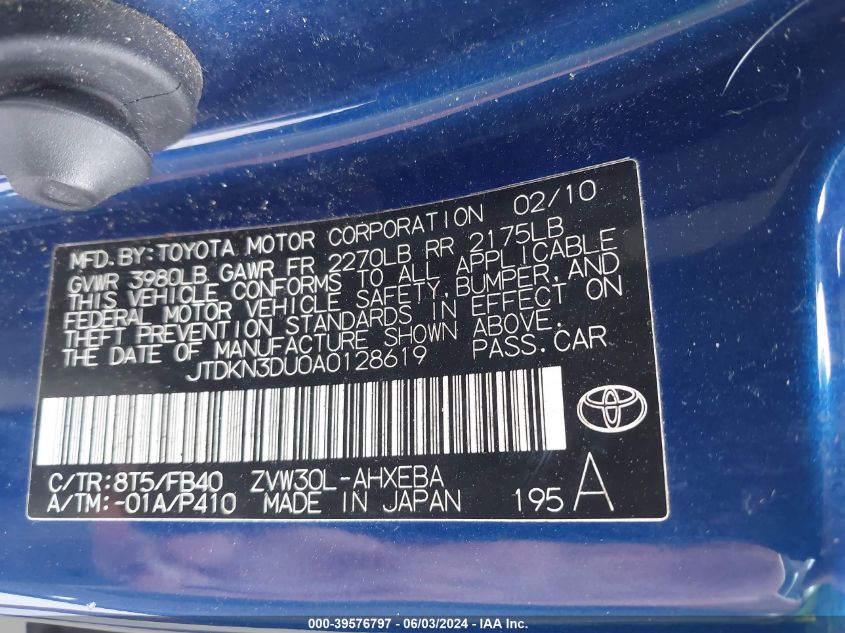 MFD.BY:TOYOTA MOTOR CORPORATION 02/10
GVWR 3980LB GAWR FR 2270LB RR 2175LB
THIS VEHICLE CONFORMS TO ALL APPLICABLE
FEDERAL MOTOR VEHICLE SAFETY,BUMPER,AND
THEFT PREVENTION STANDARDS IN EFFECT ON
THE DATE OF MANUFACTURE SHOWN ABOVE.
JTDKN3DU0A0128619 PASS.CAR
C/TR:8T5/FB40 ZVW30L-AHXEBA
A/TM:-01A/P410 MADE IN JAPAN 195 A
000-39576797 - 06/03/2024 - IAA Inc.